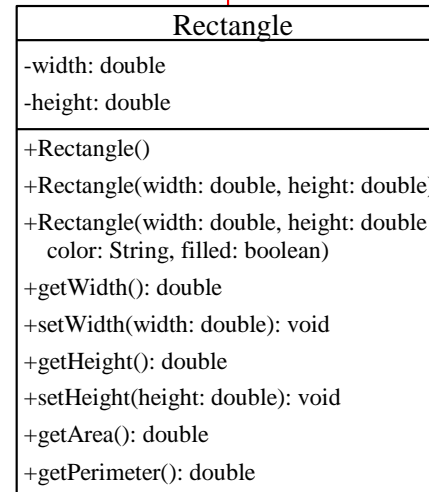 Rectangle
-width: double
-height: double
+Rectangle()
+Rectangle(width: double, height: double)
+Rectangle(width: double, height: double
color: String, filled: boolean)
+getWidth(): double
+setWidth(width: double): void
+getHeight(): double
+setHeight(height: double): void
+getArea(): double
+getPerimeter(): double